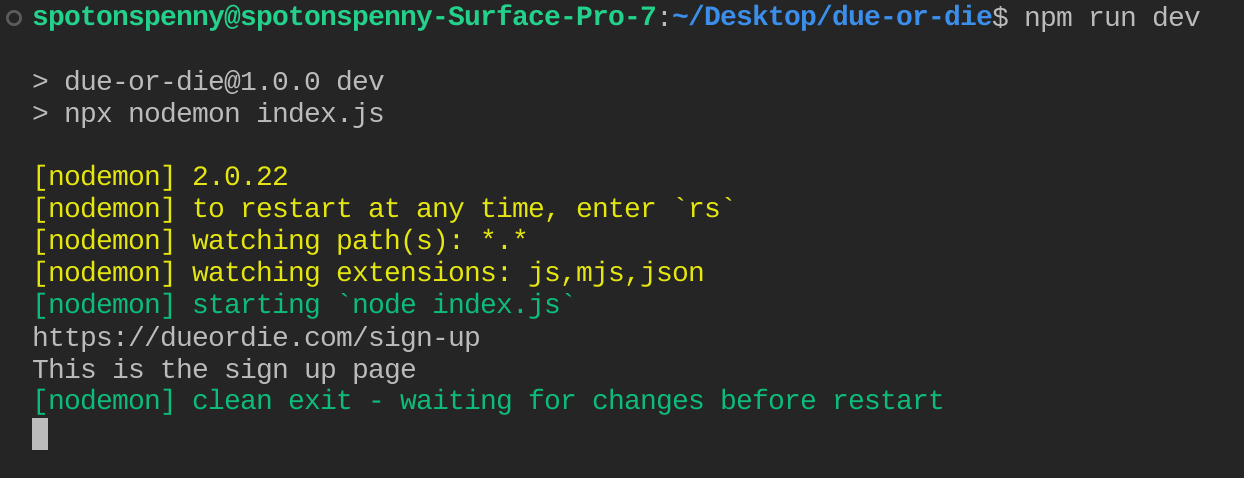 spotonspenny@spotonspenny-Surface-Pro-7:~/Desktop/due-or-die$ npm run dev
> due-or-die@1.0.0 dev
> npx nodemon index.js
[nodemon] 2.0.22
[nodemon] to restart at any time, enter `rs`
[nodemon] watching path(s): *.*
[nodemon] watching extensions: js,mjs,json
[nodemon] starting `node index.js`
https://dueordie.com/sign-up
This is the sign up page
[nodemon] clean exit - waiting for changes before restart